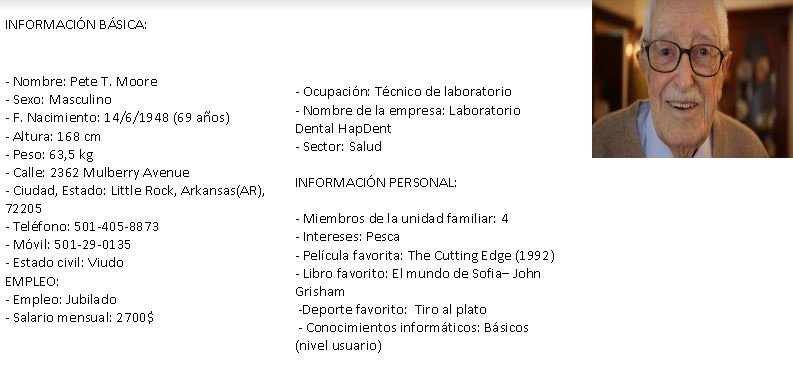 INFORMACIÓN BÁSICA:
- Nombre: Pete T. Moore
- Sexo: Masculino
- F. Nacimiento: 14/6/1948 (69 años)
- Altura: 168 cm
- Peso: 63,5 kg
- Calle: 2362 Mulberry Avenue
- Ciudad, Estado: Little Rock, Arkansas(AR),
72205
- Teléfono: 501-405-8873
- Móvil: 501-29-0135
- Estado civil: Viudo
EMPLEO:
- Empleo: Jubilado
- Salario mensual: 2700$
- Ocupación: Técnico de laboratorio
- Nombre de la empresa: Laboratorio
Dental HapDent
- Sector: Salud
INFORMACIÓN PERSONAL:
- Miembros de la unidad familiar: 4
- Intereses: Pesca
- Película favorita: The Cutting Edge (1992)
- Libro favorito: El mundo de Sofia– John
Grisham
-Deporte favorito: Tiro al plato
- Conocimientos informáticos: Básicos
(nivel usuario)